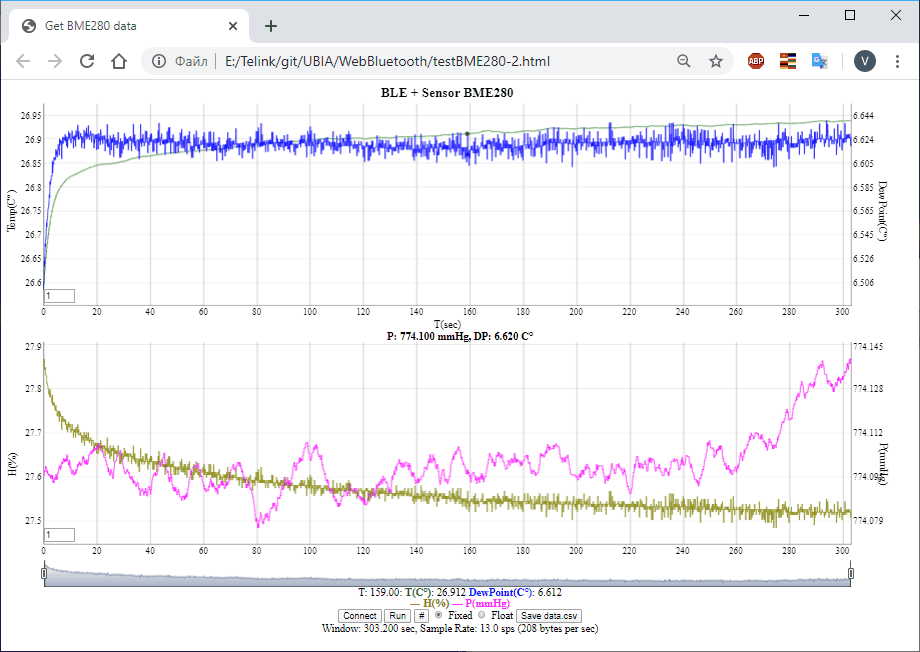 Get BME280 data
Файл E:/Telink/git/UBIA/WebBluetooth/testBME280-2.html
ABP
V
BLE + Sensor BME280
26.95
26.9
26.85
26.8
26.75
26.7
26.65
26.6
Temp(C°)
6.644
6.624
6.605
6.585
6.565
6.545
6.526
6.506
Dew Point(C°)
1
0 20 40 60 80 100 120 140 160 180 200 220 240 260 280 300
T(sec)
P: 774.100 mmHg, DP: 6.620 C°
27.9
27.8
27.7
27.6
27.5
H(%)
774.145
774.128
774.112
774.079
P(mmHg)
1
0 20 40 60 80 100 120 140 160 180 200 220 240 260 280 300
T: 159.00: T(C°): 26.912 DewPoint(C°): 6.612
— H(%) — P(mmHg)
Connect Run # Fixed Float Save data.csv
Window: 303.200 sec, Sample Rate: 13.0 sps (208 bytes per sec)